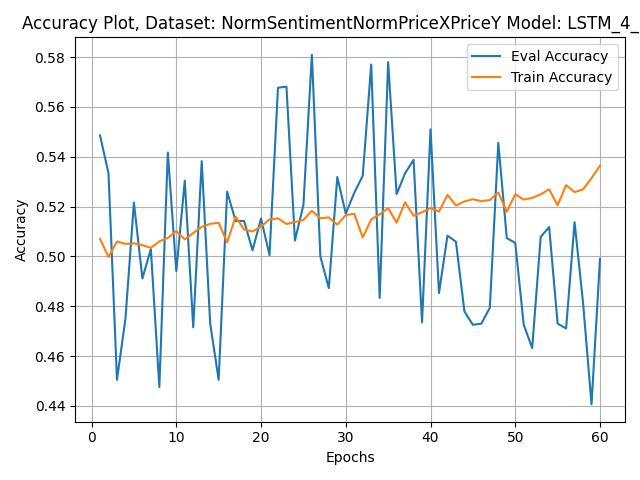 Accuracy Plot, Dataset: NormSentimentNormPriceXPriceY Model: LSTM_4_
Eval Accuracy
Train Accuracy
0.58
0.56
0.54
0.52
0.50
0.48
0.46
0.44
Accuracy
0 10 20 30 40 50 60
Epochs